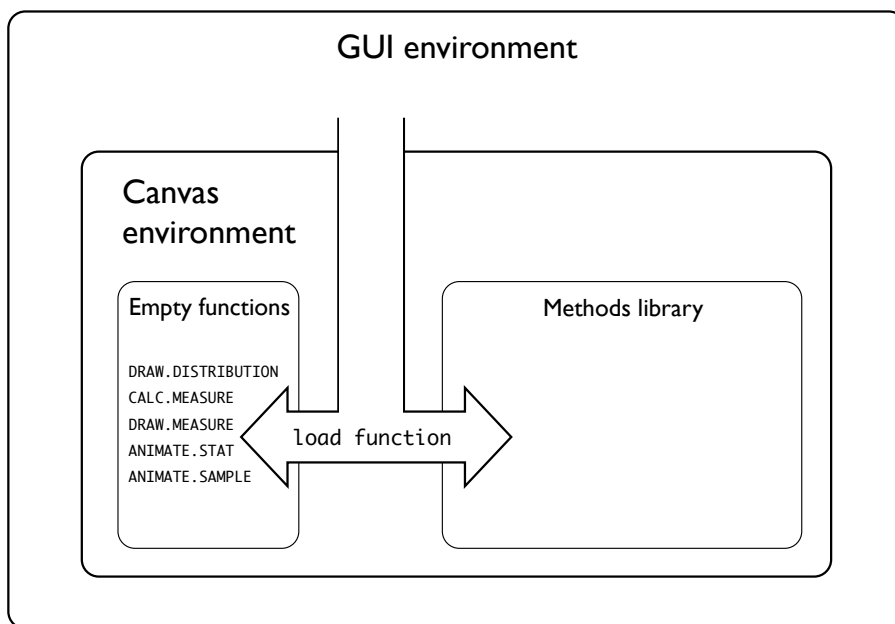 GUI environment
Canvas
environment
Empty functions
DRAW.DISTRIBUTION
CALC.MEASURE
DRAW.MEASURE
ANIMATE.STAT
ANIMATE.SAMPLE
load function
Methods library